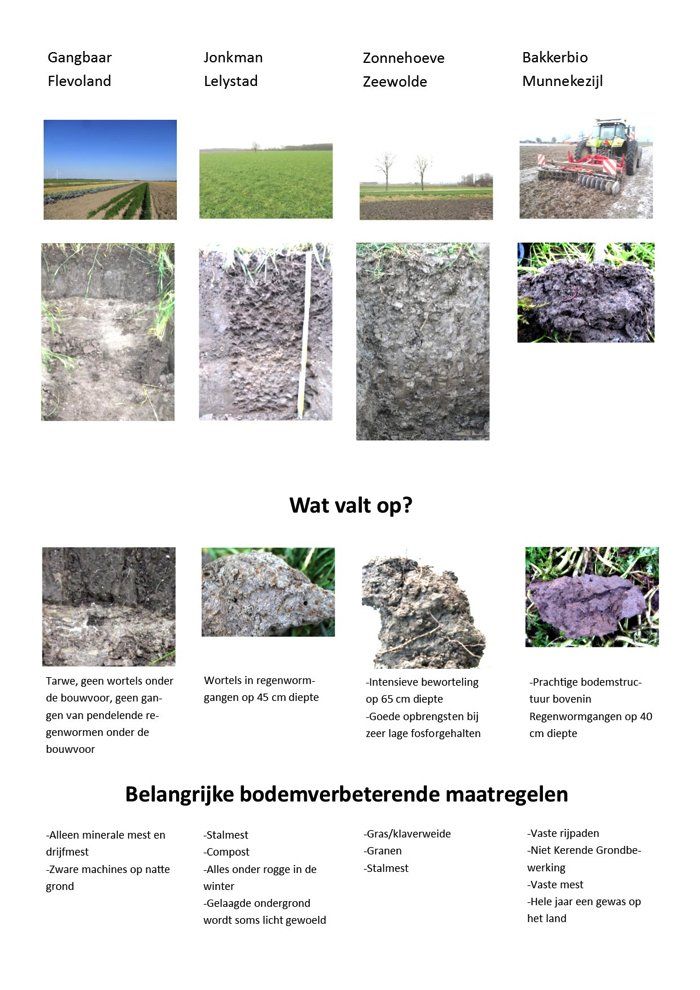 Gangbaar
Flevoland
Jonkman
Lelystad
Zonnehoeve
Zeewolde
Bakkerbio
Munnekezijl
Wat valt op?
Tarwe, geen wortels onder
de bouwvoor, geen gan-
gen van pendelende re-
genwormen onder de
bouwvoor
Wortels in regenworm-
gangen op 45 cm diepte
-Intensieve beworteling
op 65 cm diepte
-Goede opbrengsten bij
zeer lage fosforgehalten
-Prachtige bodemstruc-
tuur bovenin
Regenwormgangen op 40
cm diepte
Belangrijke bodemverbeterende maatregelen
-Alleen minerale mest en
drijfmest
-Zware machines op natte
grond
-Stalmest
-Compost
-Alles onder rogge in de
winter
-Gelaagde ondergrond
wordt soms licht gewoeld
-Gras/klaverweide
-Granen
-Stalmest
-Vaste rijpaden
-Niet Kerende Grondbe-
werking
-Vaste mest
-Hele jaar een gewas op
het land